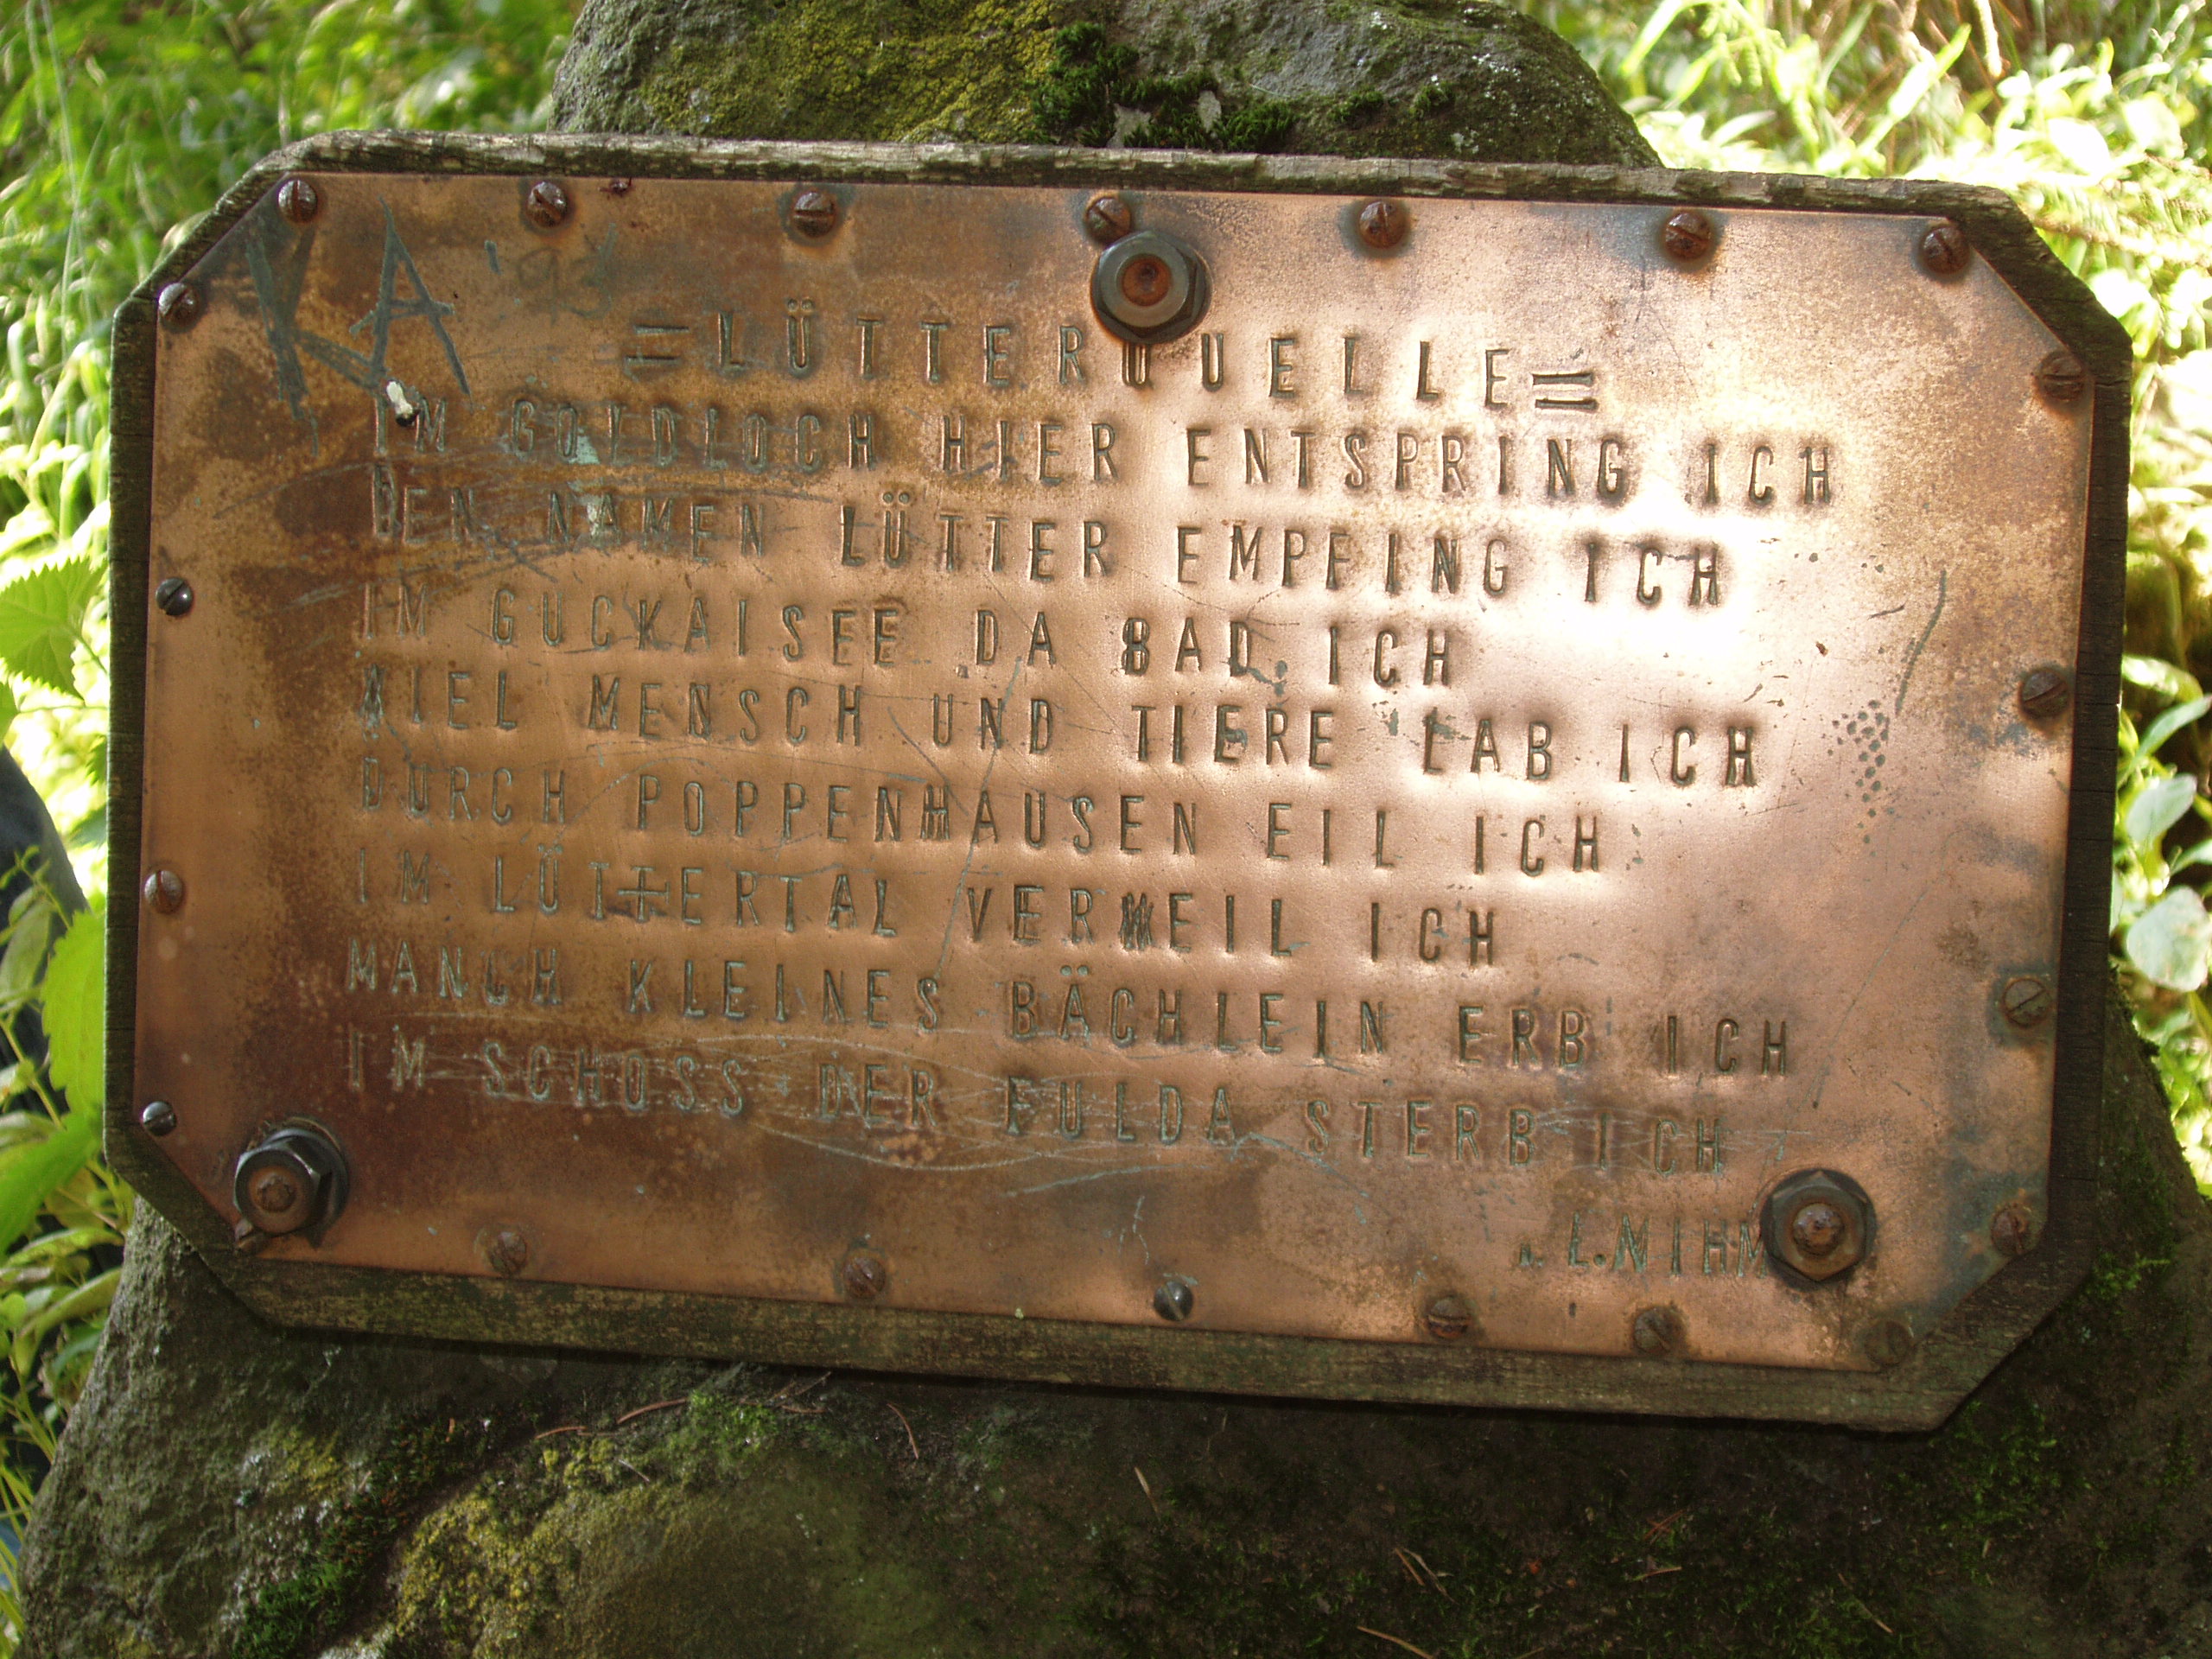 KA '93
=LÜTTERQUELLE=
IM GOLDLOCH HIER ENTSPRING ICH
DEN NAMEN LÜTTER EMPFING ICH
IM GUCKAISEE DA BAD ICH
VIEL MENSCH UND TIERE LAB ICH
DURCH POPPENHAUSEN EIL ICH
IM LÜTTERTAL VERWEIL ICH
MANCH KLEINES BÄCHLEIN ERB ICH
IM SCHOSS DER FULDA STERB ICH
L.NIHM